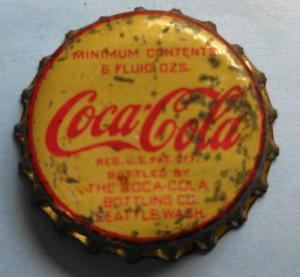 MINIMUM CONTENTS
6 FLUID OZS.
Coca-Cola
REG. U.S. PAT. OFF.
BOTTLED BY
THE COCA-COLA
BOTTLING CO.
SEATTLE, WASH.